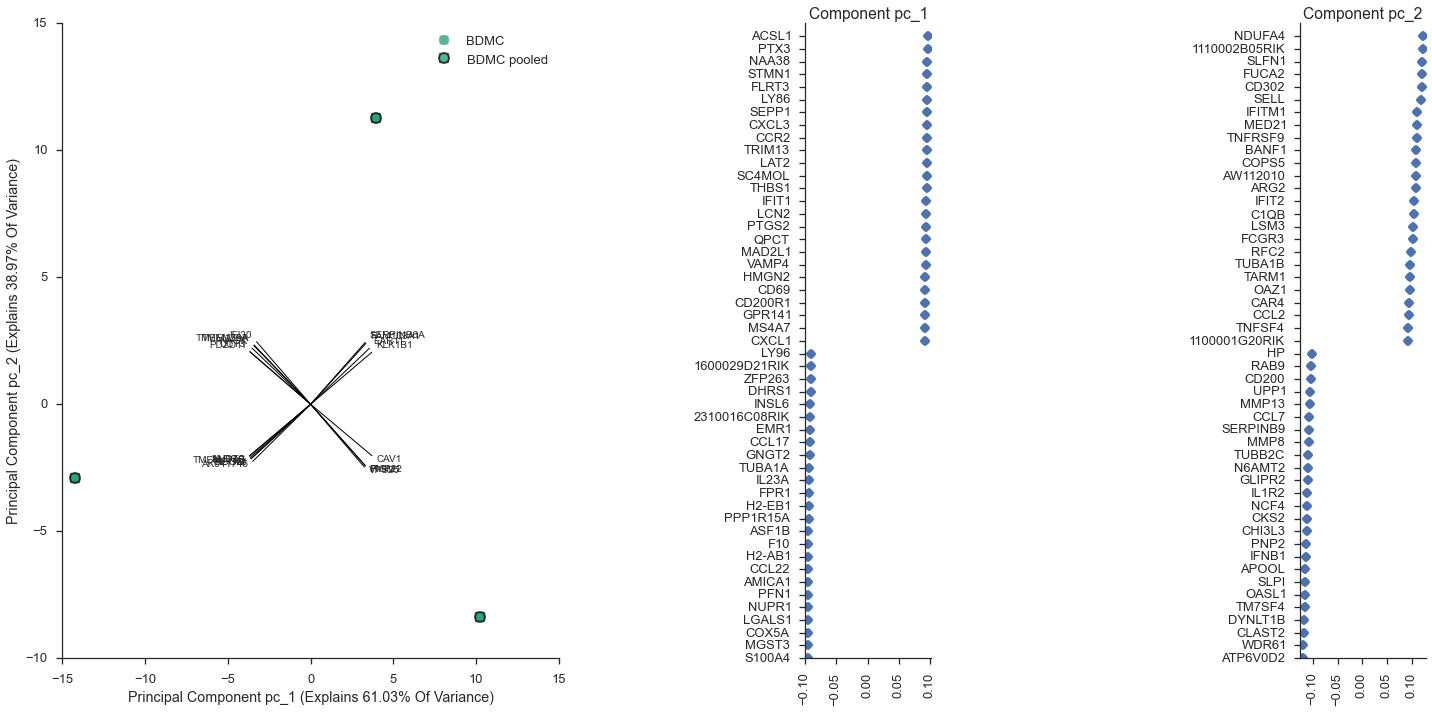 Component pc_1
Component pc_2
BDMC
BDMC pooled
15
10
5
0
−5
−10
−15
−10
−5
0
5
10
15
Principal Component pc_1 (Explains 61.03% Of Variance)
Principal Component pc_2 (Explains 38.97% Of Variance)
KLK1B1
CAV1
ACSL1
PTX3
NAA38
STMN1
FLRT3
LY86
SEPP1
CXCL3
CCR2
TRIM13
LAT2
SC4MOL
THBS1
IFIT1
LCN2
PTGS2
QPCT
MAD2L1
VAMP4
HMGN2
CD69
CD200R1
GPR141
MS4A7
CXCL1
LY96
1600029D21RIK
ZFP263
DHRS1
INSL6
2310016C08RIK
EMR1
CCL17
GNGT2
TUBA1A
IL23A
FPR1
H2-EB1
PPP1R15A
ASF1B
F10
H2-AB1
CCL22
AMICA1
PFN1
NUPR1
LGALS1
COX5A
MGST3
S100A4
−0.10
−0.05
0.00
0.05
0.10
NDUFA4
1110002B05RIK
SLFN1
FUCA2
CD302
SELL
IFITM1
MED21
TNFRSF9
BANF1
COPS5
AW112010
ARG2
IFIT2
C1QB
LSM3
FCGR3
RFC2
TUBA1B
TARM1
OAZ1
CAR4
CCL2
TNFSF4
1100001G20RIK
HP
RAB9
CD200
UPP1
MMP13
CCL7
SERPINB9
MMP8
TUBB2C
N6AMT2
GLIPR2
IL1R2
NCF4
CKS2
CHI3L3
PNP2
IFNB1
APOOL
SLPI
OASL1
TM7SF4
DYNLT1B
CLAST2
WDR61
ATP6V0D2
−0.10
−0.05
0.00
0.05
0.10